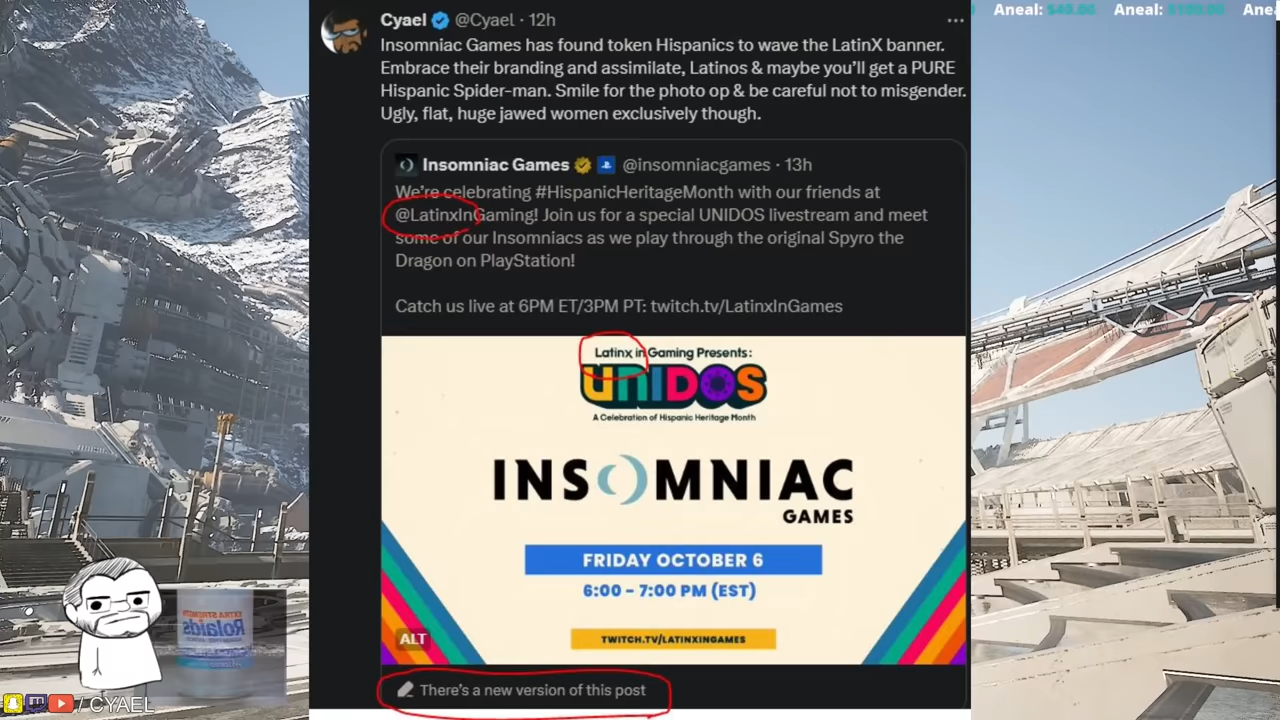 Aneal: $49.80 Aneal: $100.00 Ane
Cyael @Cyael · 12h
Insomniac Games has found token Hispanics to wave the LatinX banner.
Embrace their branding and assimilate, Latinos & maybe you'll get a PURE
Hispanic Spider-man. Smile for the photo op & be careful not to misgender.
Ugly, flat, huge jawed women exclusively though.
Insomniac Games @insomniacgames · 13h
We're celebrating #HispanicHeritageMonth with our friends at
@LatinxInGaming! Join us for a special UNIDOS livestream and meet
some of our Insomniacs as we play through the original Spyro the
Dragon on PlayStation!
Catch us live at 6PM ET/3PM PT: twitch.tv/LatinxInGames
Latinx in Gaming Presents:
UNIDOS
A Celebration of Hispanic Heritage Month
INSOMNIAC
GAMES
FRIDAY OCTOBER 6
6:00 - 7:00 PM (EST)
TWITCH.TV/LATINXINGAMES
ALT
There's a new version of this post
EXTRA STRENGTH
Rolaids
/ CYAEL